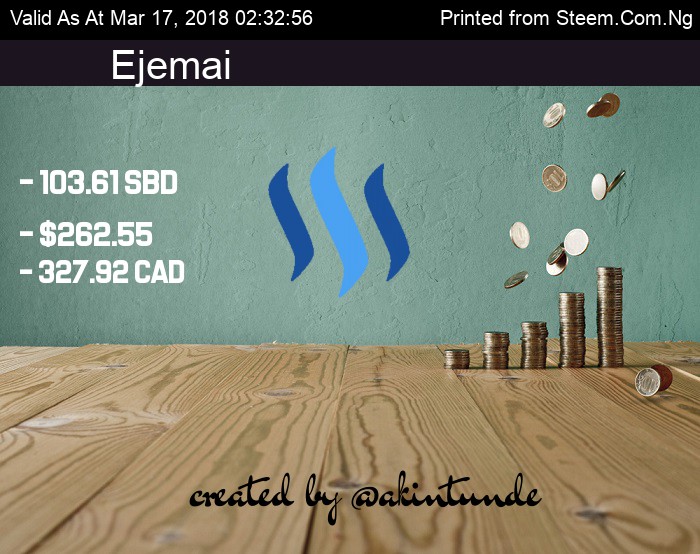 Valid As At Mar 17, 2018 02:32:56
Printed from Steem.Com.Ng
Ejemai
- 103.61 SBD
- $262.55
- 327.92 CAD
created by @akintunde